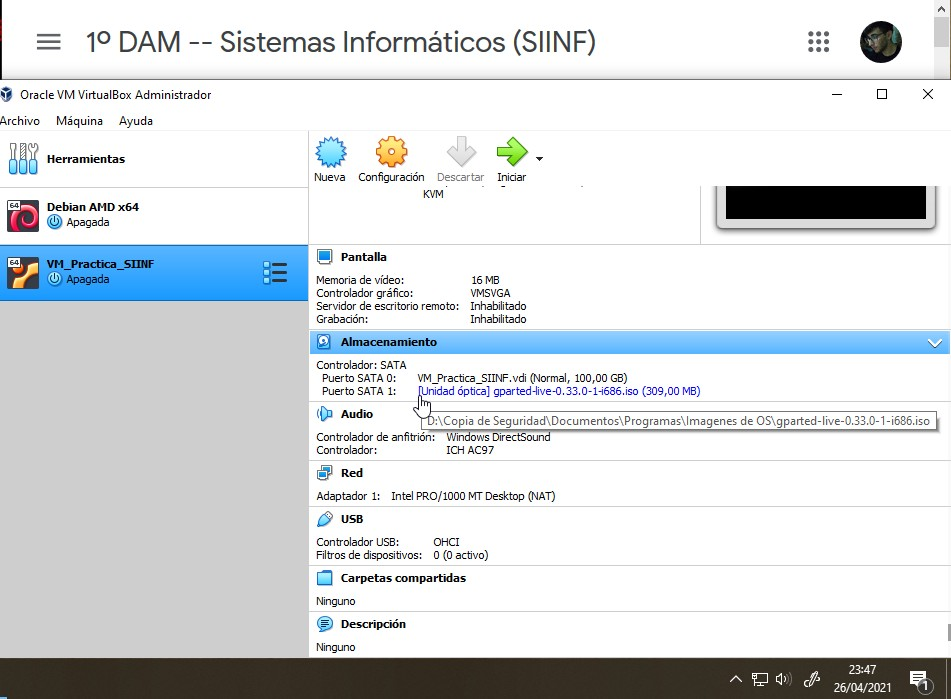 1º DAM -- Sistemas Informáticos (SIINF)
Oracle VM VirtualBox Administrador
Archivo Máquina Ayuda
Herramientas
Nueva Configuración Descartar Iniciar
KVM
64
Debian AMD x64
Apagada
64
VM_Practica_SIINF
Apagada
Pantalla
Memoria de vídeo: 16 MB
Controlador gráfico: VMSVGA
Servidor de escritorio remoto: Inhabilitado
Grabación: Inhabilitado
Almacenamiento
Controlador: SATA
Puerto SATA 0: VM_Practica_SIINF.vdi (Normal, 100,00 GB)
Puerto SATA 1: [Unidad óptica] gparted-live-0.33.0-1-i686.iso (309,00 MB)
Audio
D:\Copia de Seguridad\Documentos\Programas\Imagenes de OS\gparted-live-0.33.0-1-i686.iso
Controlador de anfitrión: Windows DirectSound
Controlador: ICH AC97
Red
Adaptador 1: Intel PRO/1000 MT Desktop (NAT)
USB
Controlador USB: OHCI
Filtros de dispositivos: 0 (0 activo)
Carpetas compartidas
Ninguno
Descripción
Ninguno
23:47
26/04/2021
1